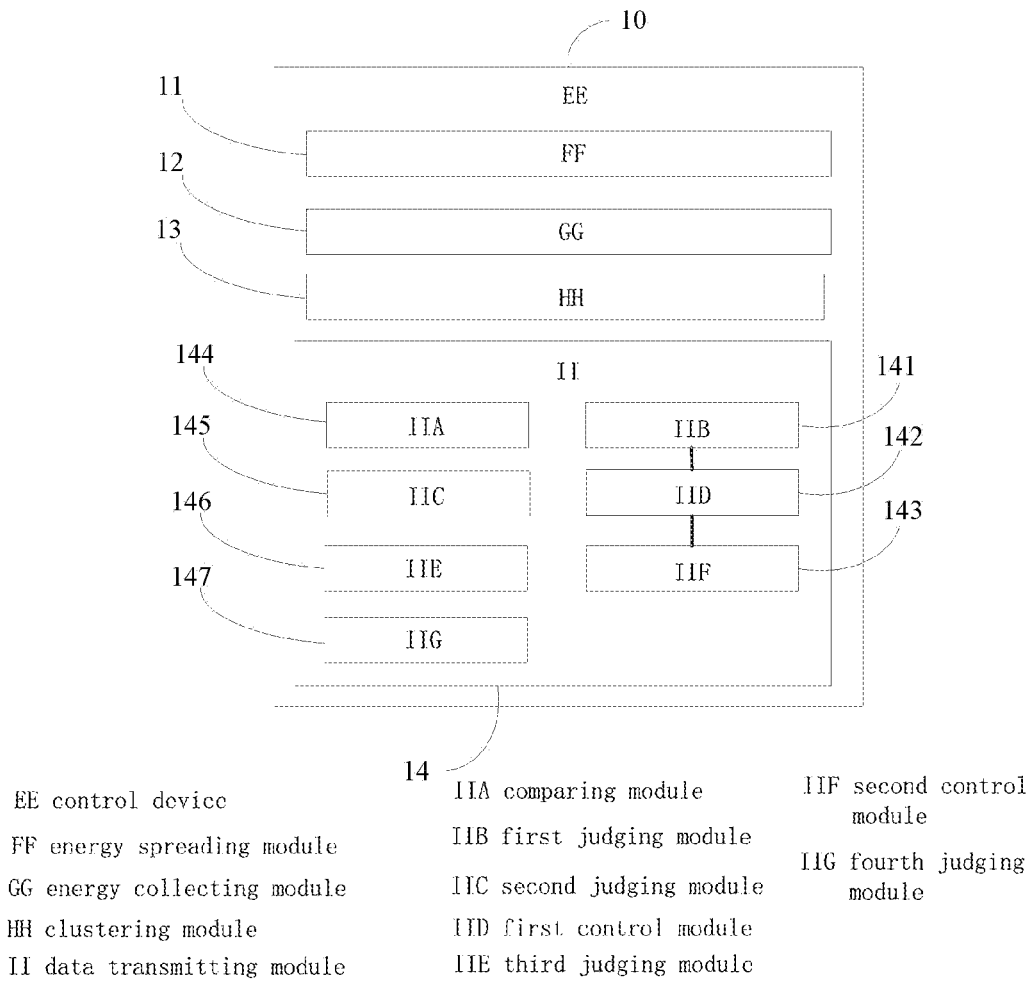 10
EE
11
FF
12
GG
13
HH
II
144
IIA
IIB
141
145
IIC
IID
142
146
IIE
IIF
143
147
IIG
14
EE control device
FF energy spreading module
GG energy collecting module
HH clustering module
II data transmitting module
IIA comparing module
IIB first judging module
IIC second judging module
IID first control module
IIE third judging module
IIF second control
module
IIG fourth judging
module